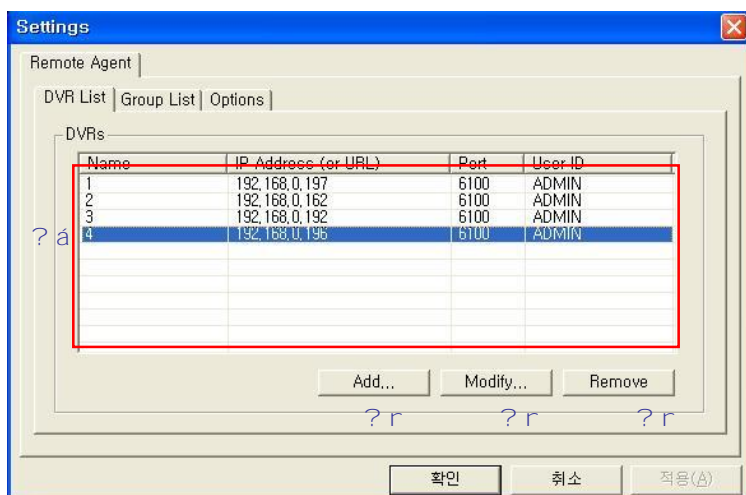 Settings
Remote Agent
DVR List Group List Options
DVRs
Name IP Address (or URL) Port User ID
1 192,168,0,197 6100 ADMIN
2 192,168,0,162 6100 ADMIN
3 192,168,0,192 6100 ADMIN
? á 4 192,168,0,196 6100 ADMIN
Add,,, Modify,,, Remove
? r ? r ? r
확인 취소 적용(A)